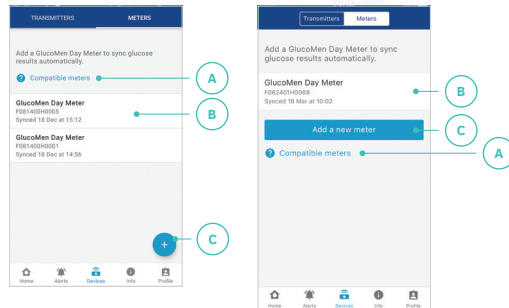 TRANSMITTERS METERS
Add a GlucoMen Day Meter to sync glucose
results automatically.
Compatible meters
A
GlucoMen Day Meter
F081400H0005
Synced 18 Dec at 15:12
B
GlucoMen Day Meter
F081400H0001
Synced 18 Dec at 14:56
+
C
Home Alerts Devices Info Profile
Transmitters Meters
Add a GlucoMen Day Meter to sync
glucose results automatically.
GlucoMen Day Meter
F062401H0069
Synced 18 Mar at 10:02
B
Add a new meter
C
? Compatible meters
A
Home Alerts Devices Info Profile